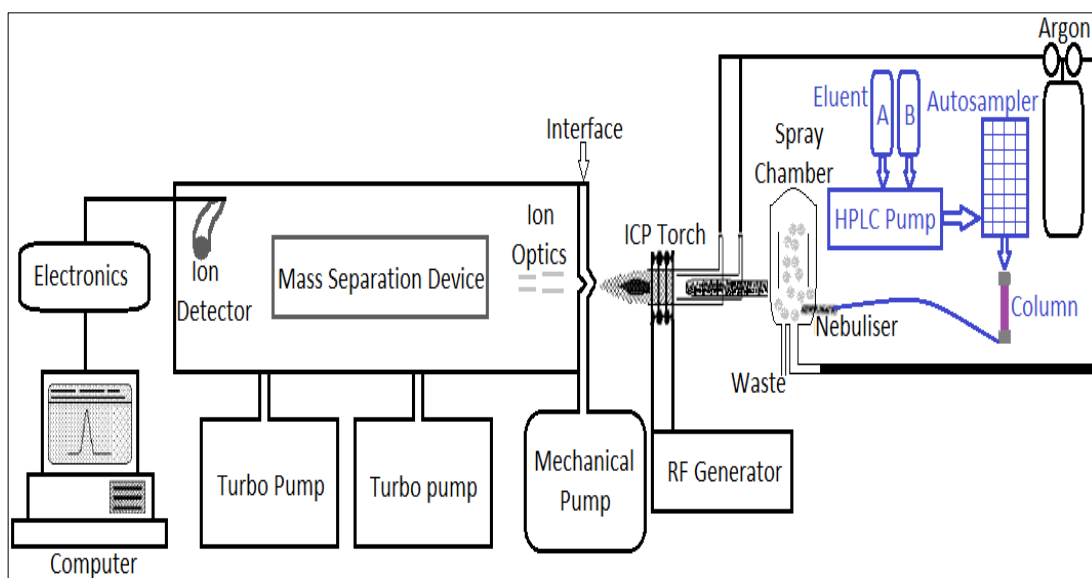 Argon
Eluent
A
B
Autosampler
Interface
Spray
Chamber
HPLC Pump
Ion
Optics
ICP Torch
Electronics
Ion
Detector
Mass Separation Device
Column
Nebuliser
Waste
Turbo Pump
Turbo pump
Mechanical
Pump
RF Generator
Computer